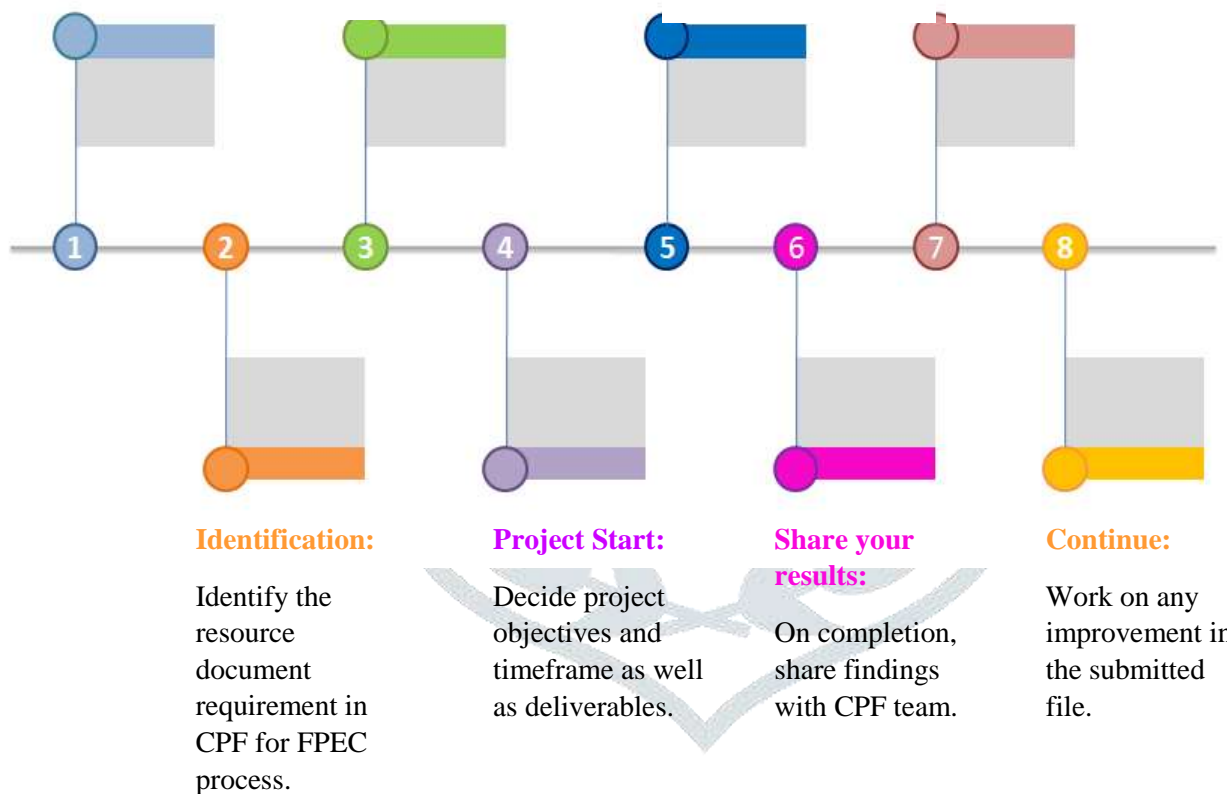 1 2 3 4 5 6 7 8
Identification:
Identify the
resource
document
requirement in
CPF for FPEC
process.
Project Start:
Decide project
objectives and
timeframe as well
as deliverables.
Share your
results:
On completion,
share findings
with CPF team.
Continue:
Work on any
improvement in
the submitted
file.